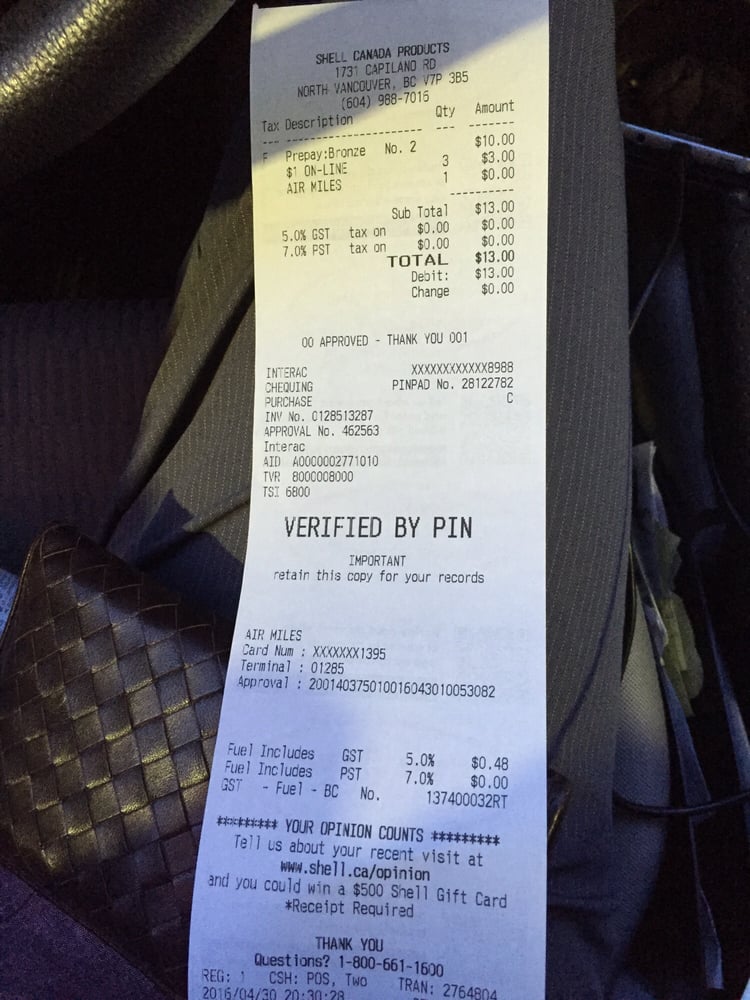 SHELL CANADA PRODUCTS
1731 CAPILANO RD
NORTH VANCOUVER, BC V7P 3B5
(604) 988-7016
Tax Description Qty Amount
F Prepay:Bronze No. 2 $10.00
$1 ON-LINE 3 $3.00
AIR MILES 1 $0.00
Sub Total $13.00
5.0% GST tax on $0.00 $0.00
7.0% PST tax on $0.00 $0.00
TOTAL $13.00
Debit: $13.00
Change $0.00
00 APPROVED - THANK YOU 001
INTERAC XXXXXXXXXXXX8988
CHEQUING PINPAD No. 28122782
PURCHASE C
INV No. 0128513287
APPROVAL No. 462563
Interac
AID A0000002771010
TVR 8000008000
TSI 6800
VERIFIED BY PIN
IMPORTANT
retain this copy for your records
AIR MILES
Card Num : XXXXXXX1395
Terminal : 01285
Approval : 200140375010016043010053082
Fuel Includes GST 5.0% $0.48
Fuel Includes PST 7.0% $0.00
GST - Fuel - BC No. 137400032RT
********* YOUR OPINION COUNTS *********
Tell us about your recent visit at
www.shell.ca/opinion
and you could win a $500 Shell Gift Card
*Receipt Required
THANK YOU
Questions? 1-800-661-1600
REG: 1 CSH: POS, Two TRAN: 2764804
2016/04/30 20:30:28